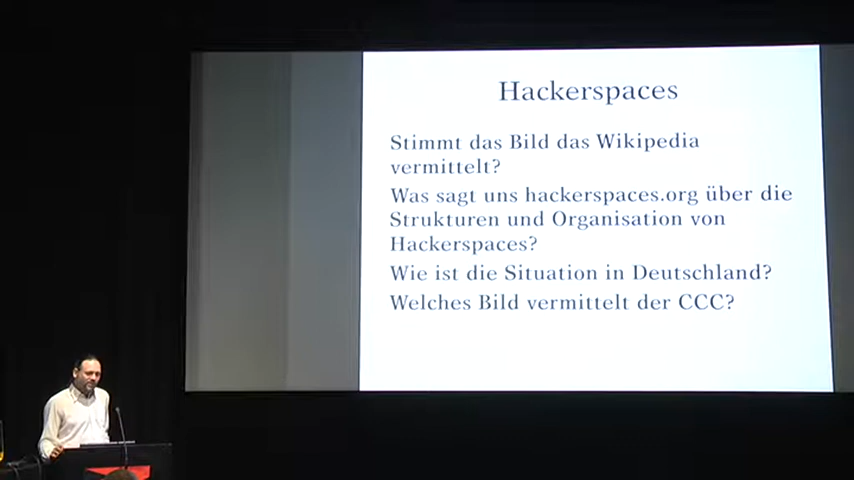 Hackerspaces
Stimmt das Bild das Wikipedia
vermittelt?
Was sagt uns hackerspaces.org über die
Strukturen und Organisation von
Hackerspaces?
Wie ist die Situation in Deutschland?
Welches Bild vermittelt der CCC?